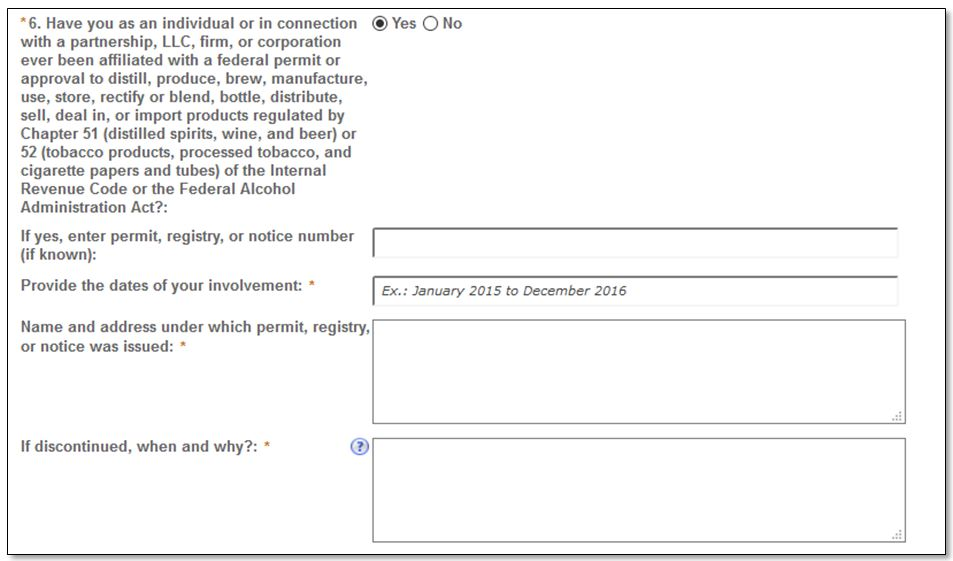 *6. Have you as an individual or in connection Yes No
with a partnership, LLC, firm, or corporation
ever been affiliated with a federal permit or
approval to distill, produce, brew, manufacture,
use, store, rectify or blend, bottle, distribute,
sell, deal in, or import products regulated by
Chapter 51 (distilled spirits, wine, and beer) or
52 (tobacco products, processed tobacco, and
cigarette papers and tubes) of the Internal
Revenue Code or the Federal Alcohol
Administration Act?:
If yes, enter permit, registry, or notice number
(if known):
Provide the dates of your involvement: * Ex.: January 2015 to December 2016
Name and address under which permit, registry,
or notice was issued: *
If discontinued, when and why?: * ?